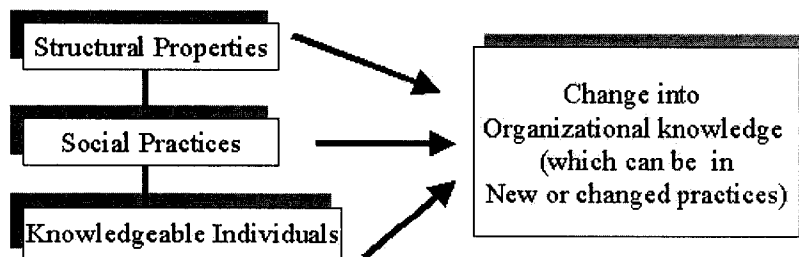 Structural Properties
Social Practices
Knowledgeable Individuals
Change into
Organizational knowledge
(which can be in
New or changed practices)